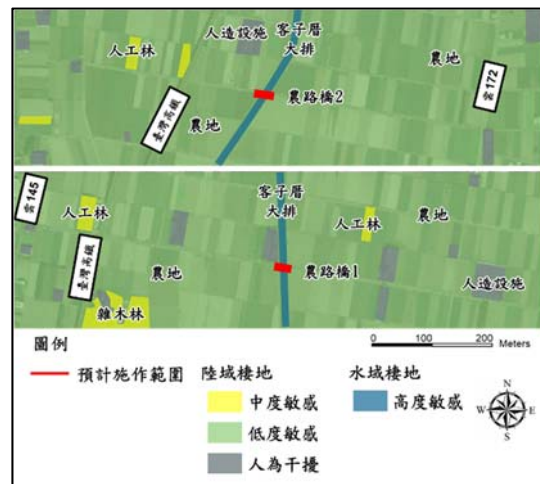 人工林
人造設施
客子厝
大排
農地
雲172
農路橋2
臺灣高鐵
農地
雲145
人工林
客子厝
大排
人工林
農地
臺灣高鐵
農地
農路橋1
人造設施
雜木林
圖例
0 100 200 Meters
預計施作範圍
陸域棲地
水域棲地
中度敏感
高度敏感
低度敏感
人為干擾
N
W E
S